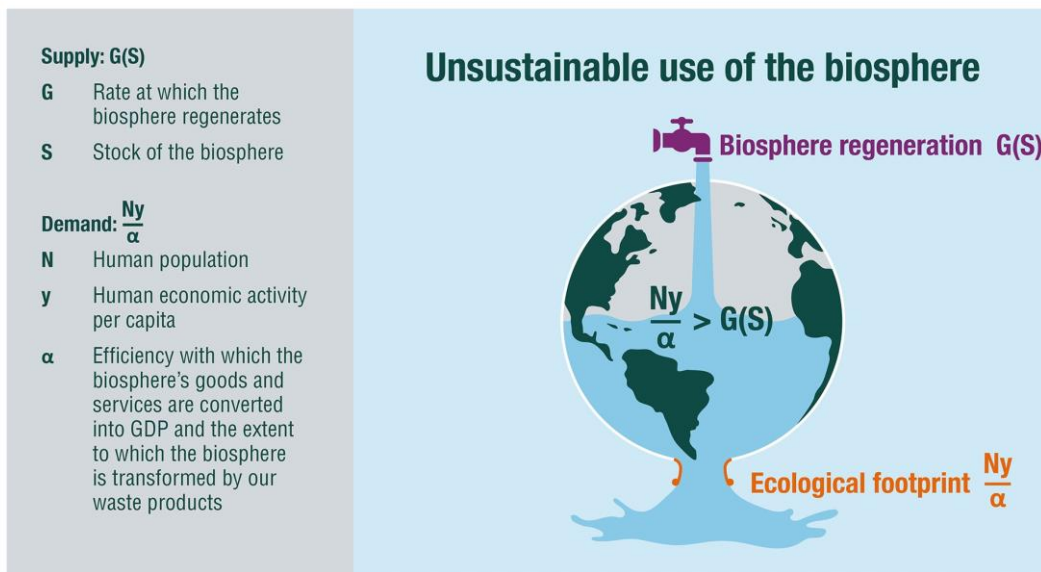 Supply: G(S)
G Rate at which the
biosphere regenerates
S Stock of the biosphere
Demand: Ny/α
N Human population
y Human economic activity
per capita
α Efficiency with which the
biosphere’s goods and
services are converted
into GDP and the extent
to which the biosphere
is transformed by our
waste products
Unsustainable use of the biosphere
Biosphere regeneration G(S)
Ny/α > G(S)
Ecological footprint Ny/α